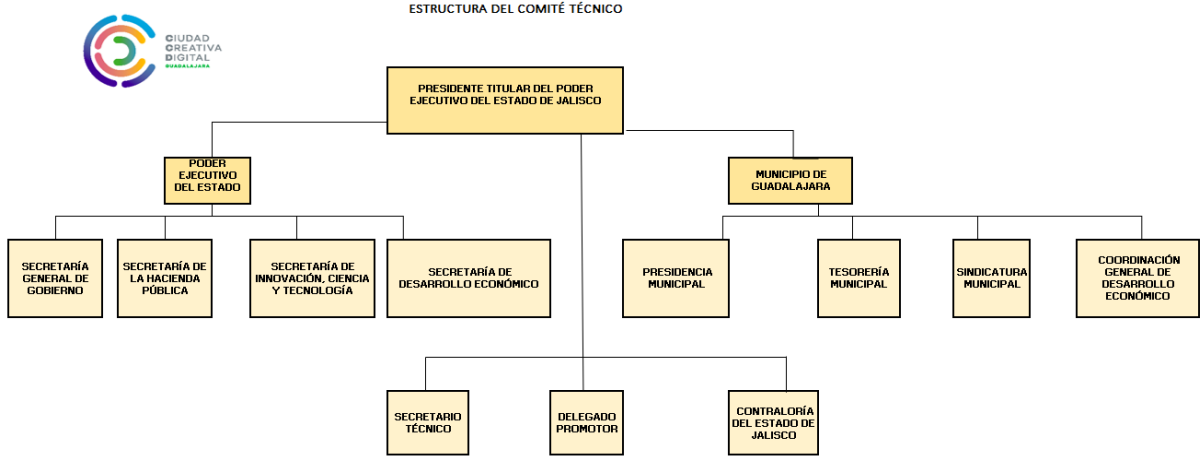 ESTRUCTURA DEL COMITÉ TÉCNICO
CIUDAD
CREATIVA
DIGITAL
GUADALAJARA
PRESIDENTE TITULAR DEL PODER
EJECUTIVO DEL ESTADO DE JALISCO
PODER
EJECUTIVO
DEL ESTADO
MUNICIPIO DE
GUADALAJARA
SECRETARÍA
GENERAL DE
GOBIERNO
SECRETARÍA DE
LA HACIENDA
PÚBLICA
SECRETARÍA DE
INNOVACIÓN, CIENCIA
Y TECNOLOGÍA
SECRETARÍA DE
DESARROLLO ECONÓMICO
PRESIDENCIA
MUNICIPAL
TESORERÍA
MUNICIPAL
SINDICATURA
MUNICIPAL
COORDINACIÓN
GENERAL DE
DESARROLLO
ECONÓMICO
SECRETARIO
TÉCNICO
DELEGADO
PROMOTOR
CONTRALORÍA
DEL ESTADO DE
JALISCO